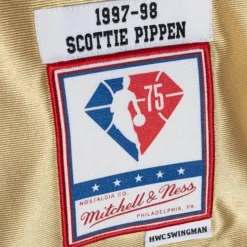 1997-98
SCOTTIE PIPPEN
75
NOSTALGIA CO.
Mitchell & Ness
PHILADELPHIA, PA.
HWC SWINGMAN